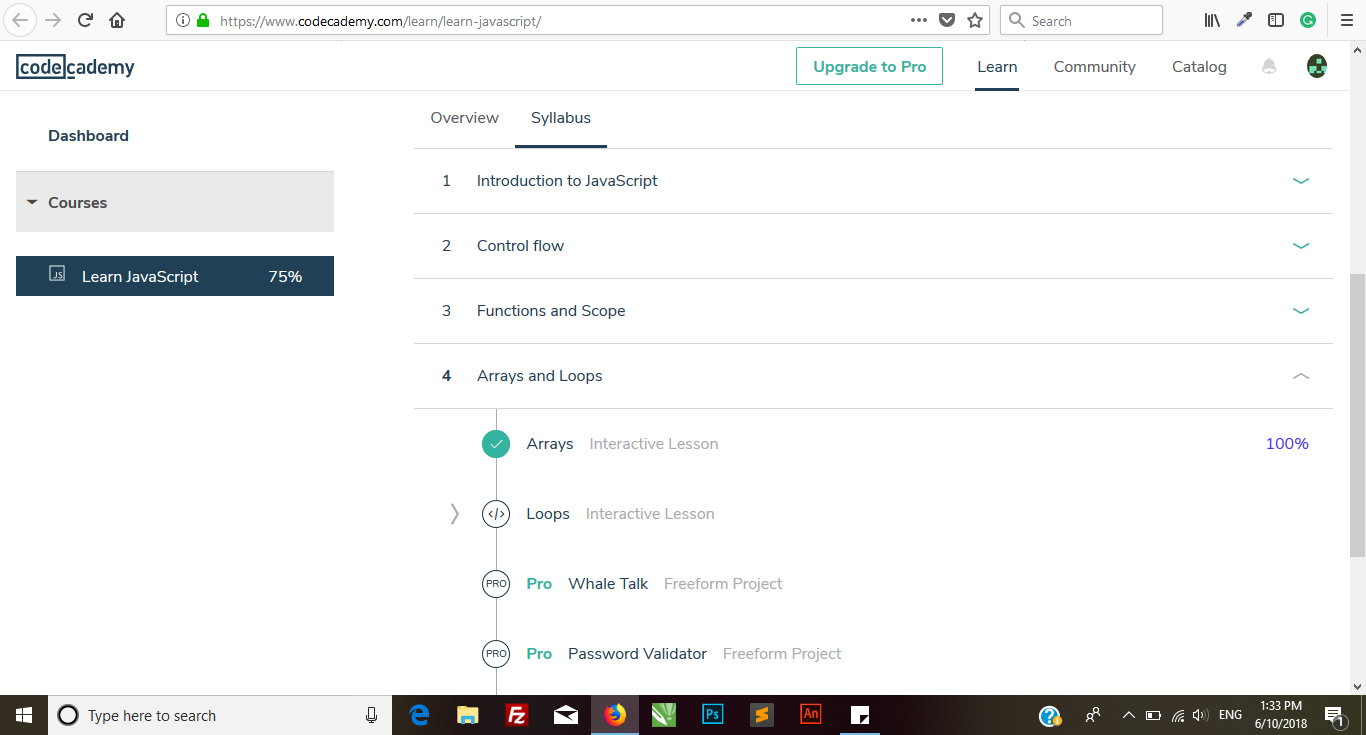 https://www.codecademy.com/learn/learn-javascript/
Search
codecademy
Upgrade to Pro
Learn
Community
Catalog
Dashboard
Courses
JS Learn JavaScript 75%
Overview
Syllabus
1 Introduction to JavaScript
2 Control flow
3 Functions and Scope
4 Arrays and Loops
Arrays Interactive Lesson 100%
</> Loops Interactive Lesson
PRO Pro Whale Talk Freeform Project
PRO Pro Password Validator Freeform Project
Type here to search
Fz
Ps
An
ENG
1:33 PM
6/10/2018
1